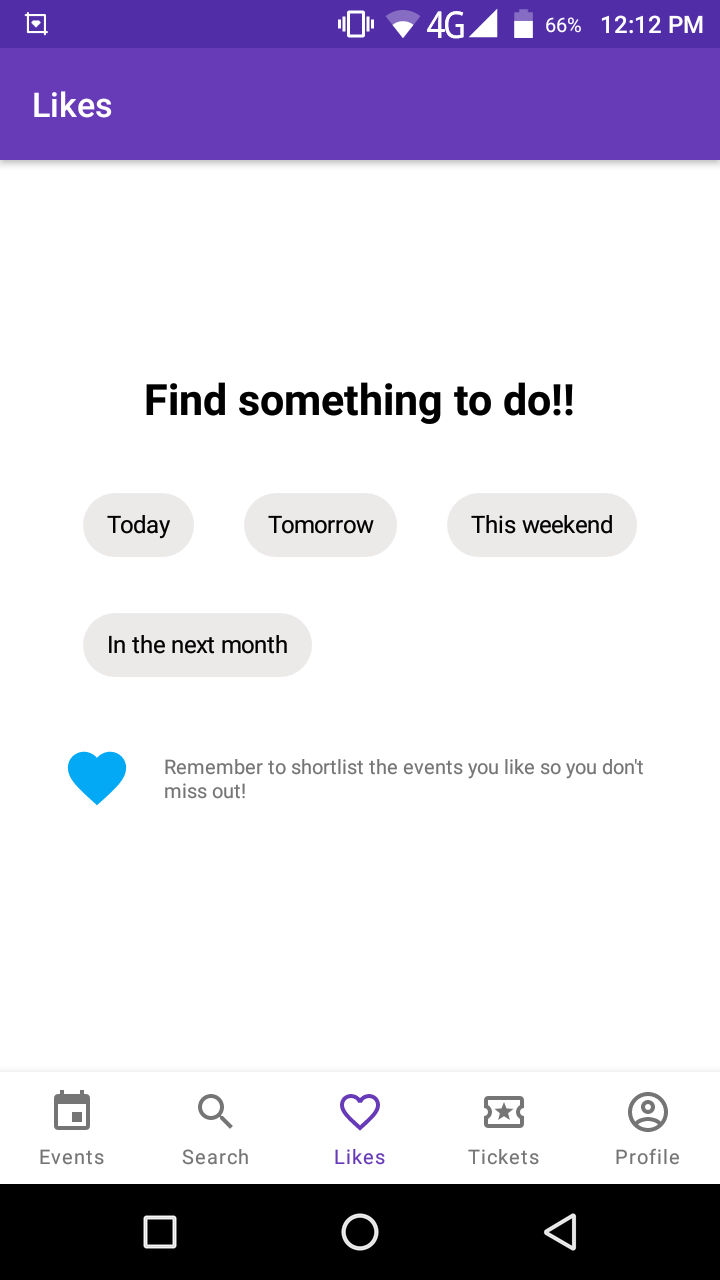 4G 66% 12:12 PM
Likes
Find something to do!!
Today Tomorrow This weekend
In the next month
Remember to shortlist the events you like so you don't
miss out!
Events Search Likes Tickets Profile